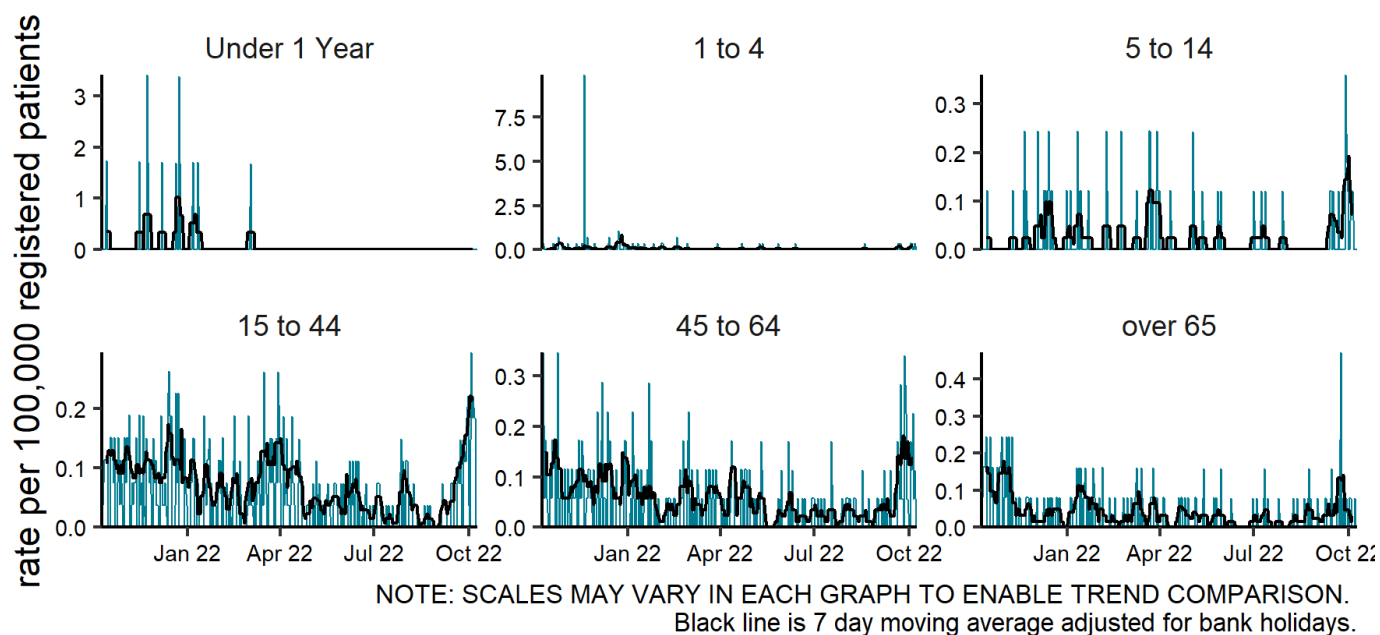 rate per 100,000 registered patients
Under 1 Year
1 to 4
5 to 14
3
2
1
0
7.5
5.0
2.5
0.0
0.3
0.2
0.1
0.0
15 to 44
45 to 64
over 65
0.2
0.1
0.0
0.3
0.2
0.1
0.0
0.4
0.3
0.2
0.1
0.0
Jan 22 Apr 22 Jul 22 Oct 22
Jan 22 Apr 22 Jul 22 Oct 22
Jan 22 Apr 22 Jul 22 Oct 22
NOTE: SCALES MAY VARY IN EACH GRAPH TO ENABLE TREND COMPARISON.
Black line is 7 day moving average adjusted for bank holidays.